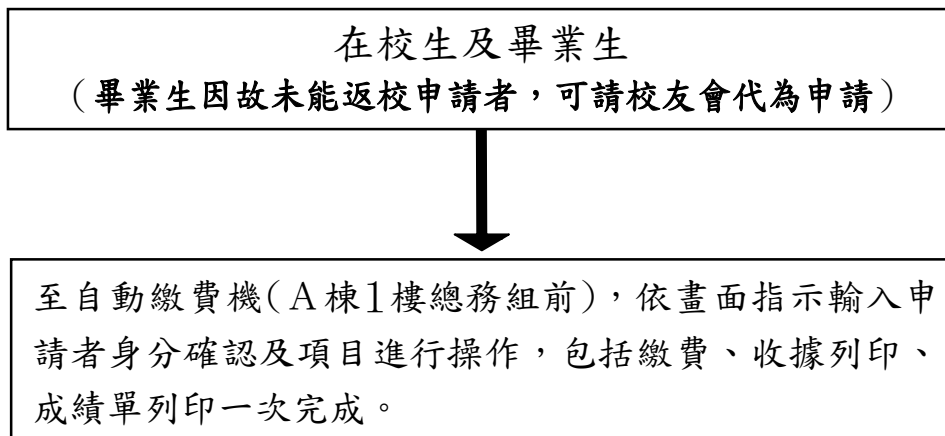 在校生及畢業生
（畢業生因故未能返校申請者，可請校友會代為申請）
至自動繳費機(A棟1樓總務組前)，依畫面指示輸入申
請者身分確認及項目進行操作，包括繳費、收據列印、
成績單列印一次完成。